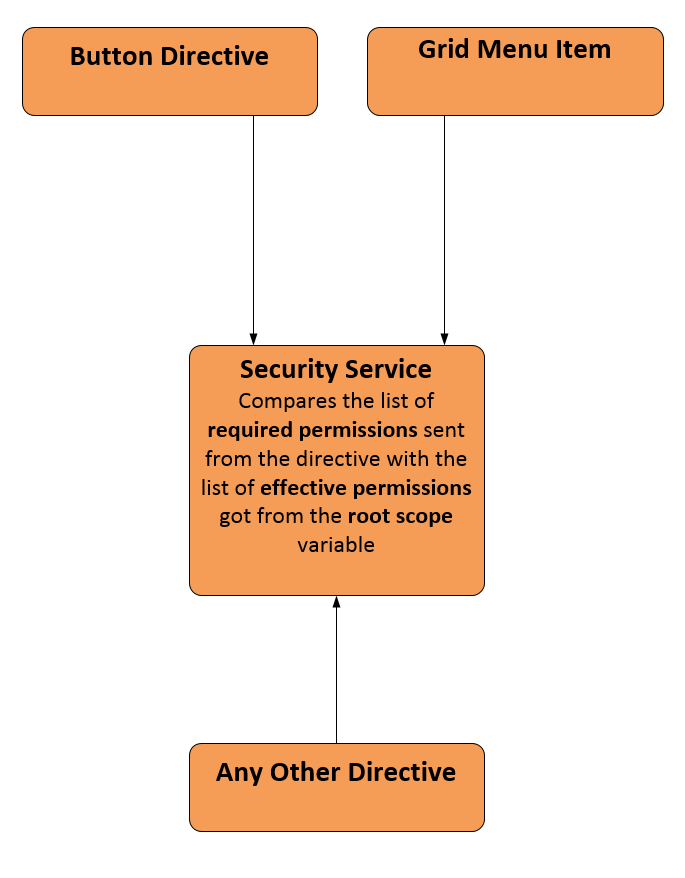 Button Directive
Grid Menu Item
Security Service
Compares the list of
required permissions sent
from the directive with the
list of effective permissions
got from the root scope
variable
Any Other Directive